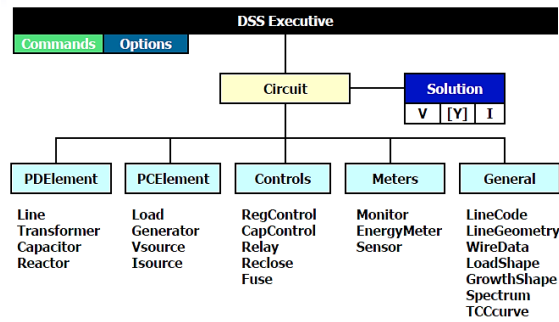 DSS Executive
Commands Options
Circuit
Solution
V [Y] I
PDElement
Line
Transformer
Capacitor
Reactor
PCElement
Load
Generator
Vsource
Isource
Controls
RegControl
CapControl
Relay
Reclose
Fuse
Meters
Monitor
EnergyMeter
Sensor
General
LineCode
LineGeometry
WireData
LoadShape
GrowthShape
Spectrum
TCCcurve